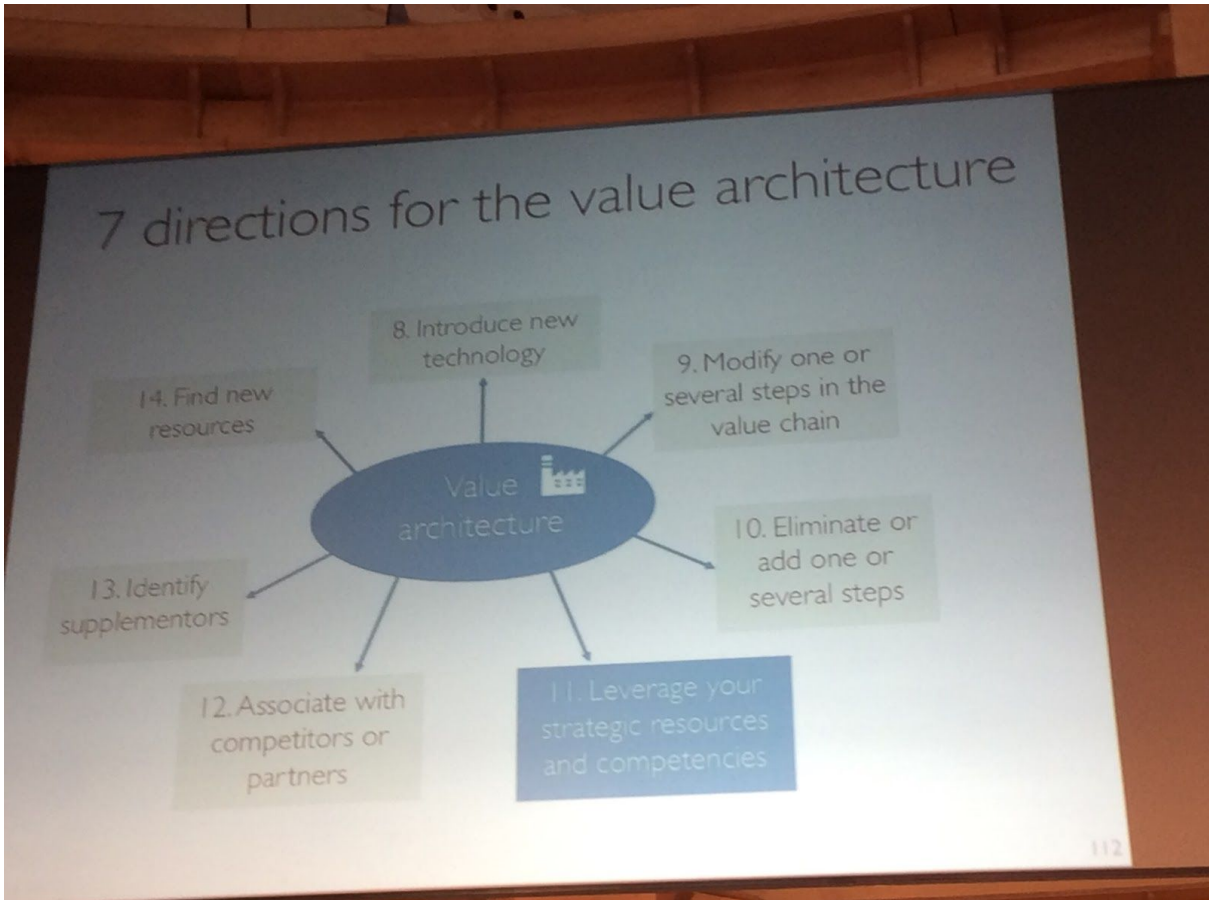 7 directions for the value architecture
8. Introduce new
technology
9. Modify one or
several steps in the
value chain
14. Find new
resources
Value
architecture
10. Eliminate or
add one or
several steps
13. Identify
supplementors
11. Leverage your
strategic resources
and competencies
12. Associate with
competitors or
partners
112